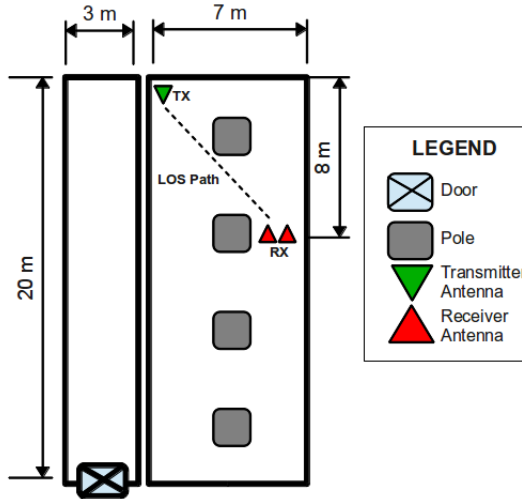 3 m
7 m
TX
LOS Path
RX
8 m
20 m
LEGEND
Door
Pole
Transmitter
Antenna
Receiver
Antenna